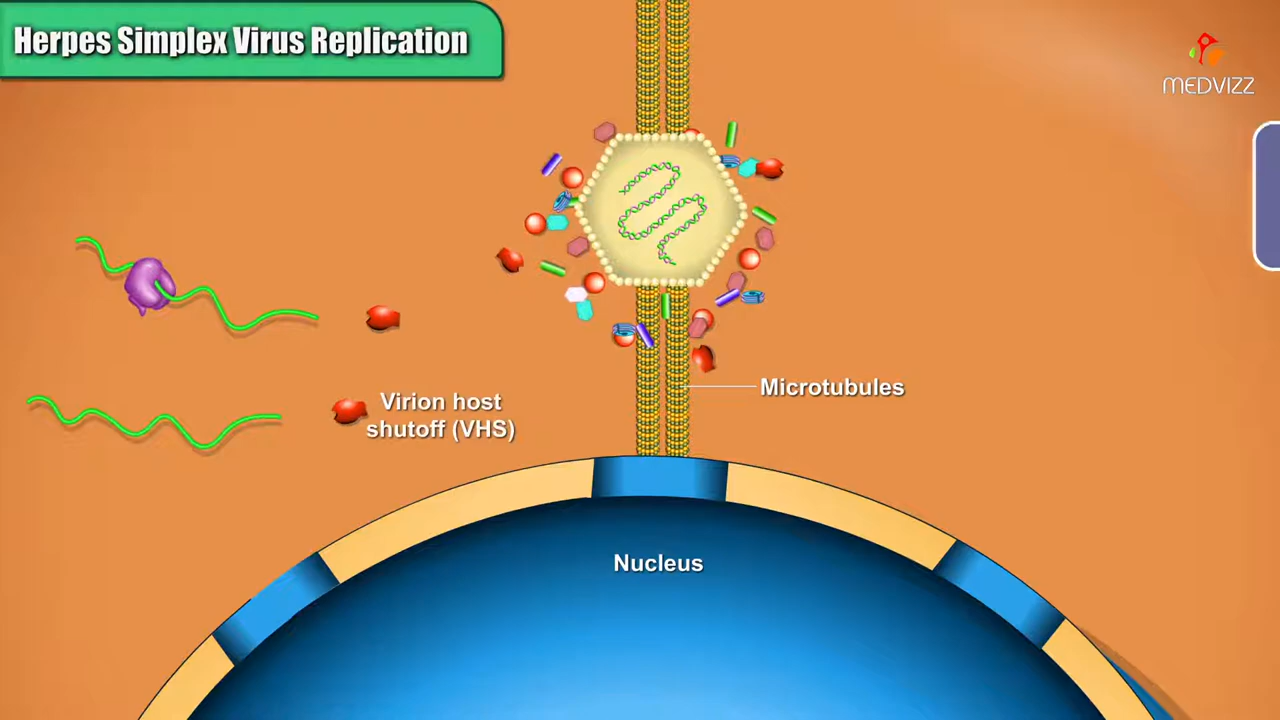 Herpes Simplex Virus Replication
MEDVIZZ
Microtubules
Virion host
shutoff (VHS)
Nucleus